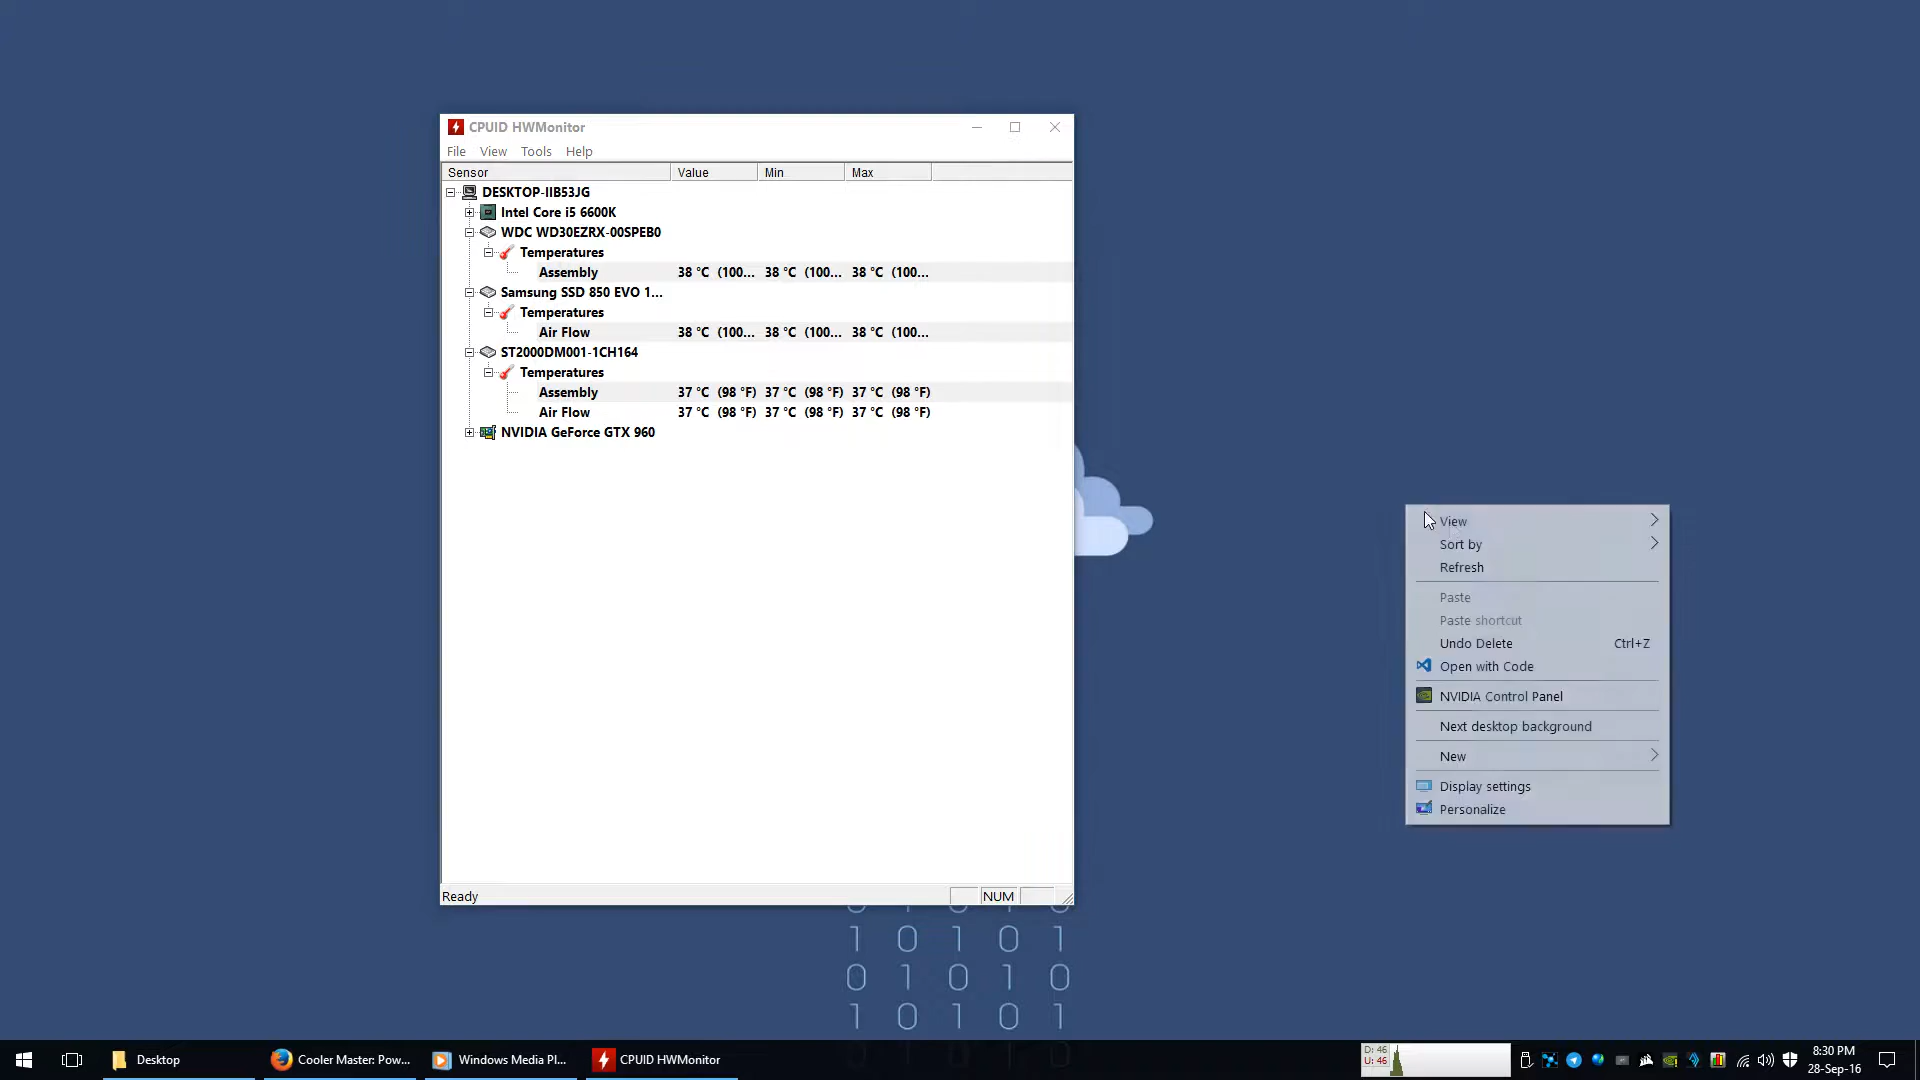 CPUID HWMonitor
File View Tools Help
Sensor Value Min Max
DESKTOP-IIB53JG
Intel Core i5 6600K
WDC WD30EZRX-00SPEB0
Temperatures
Assembly 38 °C (100... 38 °C (100... 38 °C (100...
Samsung SSD 850 EVO 1...
Temperatures
Air Flow 38 °C (100... 38 °C (100... 38 °C (100...
ST2000DM001-1CH164
Temperatures
Assembly 37 °C (98 °F) 37 °C (98 °F) 37 °C (98 °F)
Air Flow 37 °C (98 °F) 37 °C (98 °F) 37 °C (98 °F)
NVIDIA GeForce GTX 960
Ready NUM
View
Sort by
Refresh
Paste
Paste shortcut
Undo Delete Ctrl+Z
Open with Code
NVIDIA Control Panel
Next desktop background
New
Display settings
Personalize
1 0 1 0 1
0 1 0 1 0
1 0 1 0 1
Desktop
Cooler Master: Pow...
Windows Media Pl...
CPUID HWMonitor
D: 46
U: 46
8:30 PM
28-Sep-16